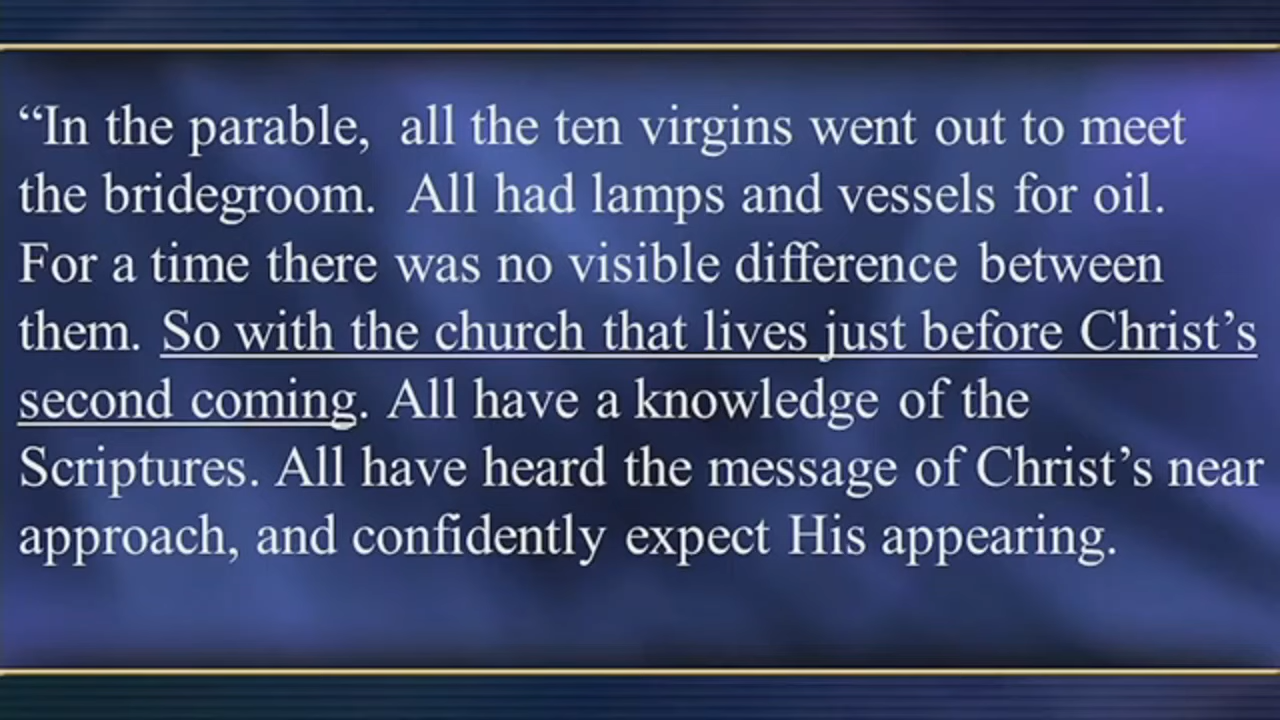 “In the parable, all the ten virgins went out to meet
the bridegroom. All had lamps and vessels for oil.
For a time there was no visible difference between
them. So with the church that lives just before Christ’s
second coming. All have a knowledge of the
Scriptures. All have heard the message of Christ’s near
approach, and confidently expect His appearing.